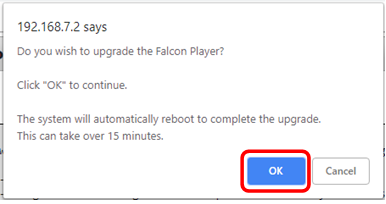 192.168.7.2 says
Do you wish to upgrade the Falcon Player?
Click "OK" to continue.
The system will automatically reboot to complete the upgrade.
This can take over 15 minutes.
OK
Cancel